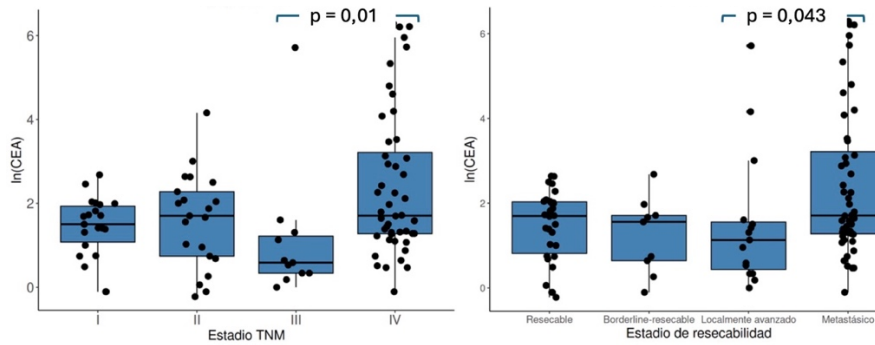 p = 0,01
ln(CEA)
6
4
2
0
I II III IV
Estadio TNM
p = 0,043
ln(CEA)
6
4
2
0
Resecable Borderline-resecable Localmente avanzado Metastásico
Estadio de resecabilidad